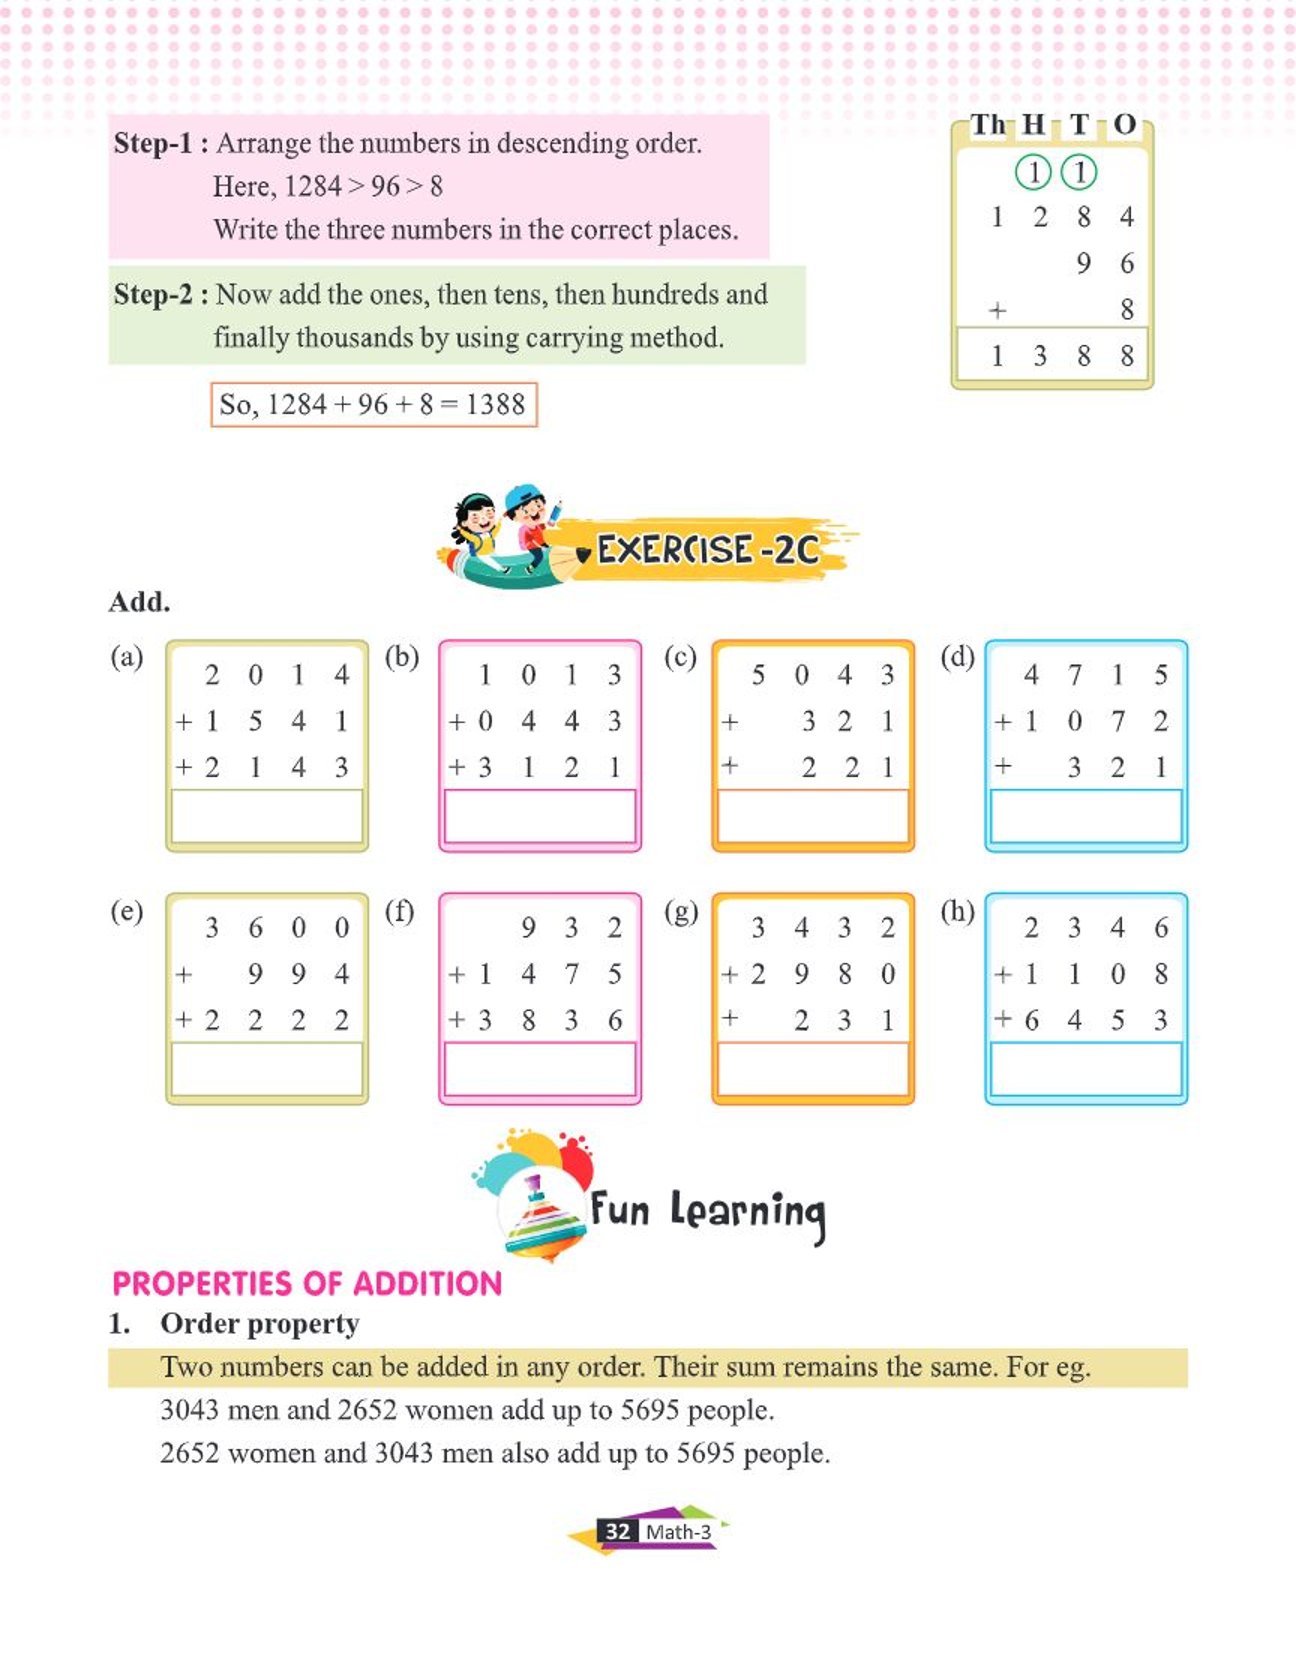 Step-1 : Arrange the numbers in descending order.
Here, 1284 > 96 > 8
Write the three numbers in the correct places.
Step-2 : Now add the ones, then tens, then hundreds and
finally thousands by using carrying method.
So, 1284 + 96 + 8 = 1388
Th H T O
1 1
1 2 8 4
9 6
+ 8
1 3 8 8
EXERCISE -2C
Add.
(a)
2 0 1 4
+ 1 5 4 1
+ 2 1 4 3
(b)
1 0 1 3
+ 0 4 4 3
+ 3 1 2 1
(c)
5 0 4 3
+ 3 2 1
+ 2 2 1
(d)
4 7 1 5
+ 1 0 7 2
+ 3 2 1
(e)
3 6 0 0
+ 9 9 4
+ 2 2 2 2
(f)
9 3 2
+ 1 4 7 5
+ 3 8 3 6
(g)
3 4 3 2
+ 2 9 8 0
+ 2 3 1
(h)
2 3 4 6
+ 1 1 0 8
+ 6 4 5 3
Fun Learning
PROPERTIES OF ADDITION
1. Order property
Two numbers can be added in any order. Their sum remains the same. For eg.
3043 men and 2652 women add up to 5695 people.
2652 women and 3043 men also add up to 5695 people.
32 Math-3